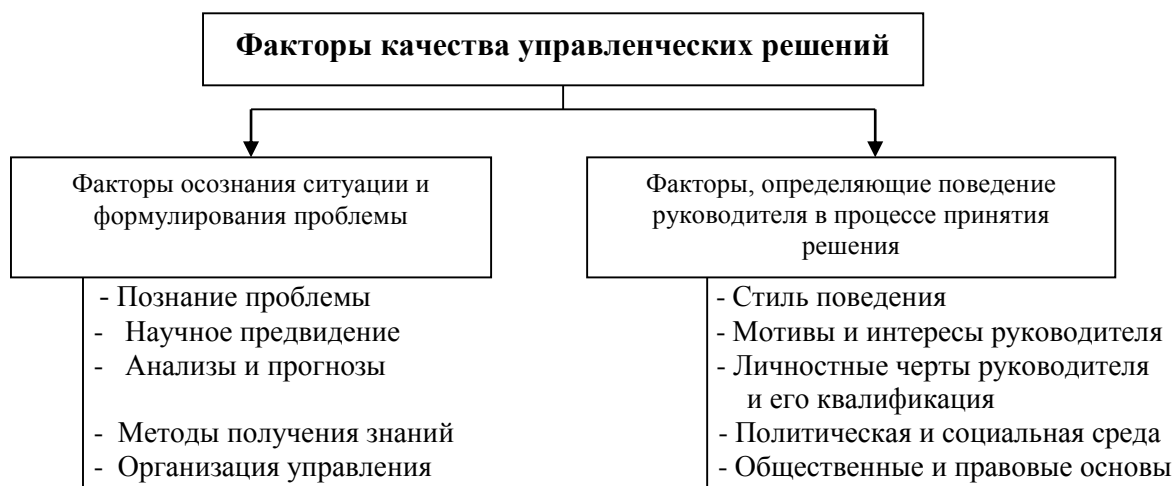 Факторы качества управленческих решений
Факторы осознания ситуации и
формулирования проблемы
- Познание проблемы
- Научное предвидение
- Анализы и прогнозы
- Методы получения знаний
- Организация управления
Факторы, определяющие поведение
руководителя в процессе принятия
решения
- Стиль поведения
- Мотивы и интересы руководителя
- Личностные черты руководителя
и его квалификация
- Политическая и социальная среда
- Общественные и правовые основы